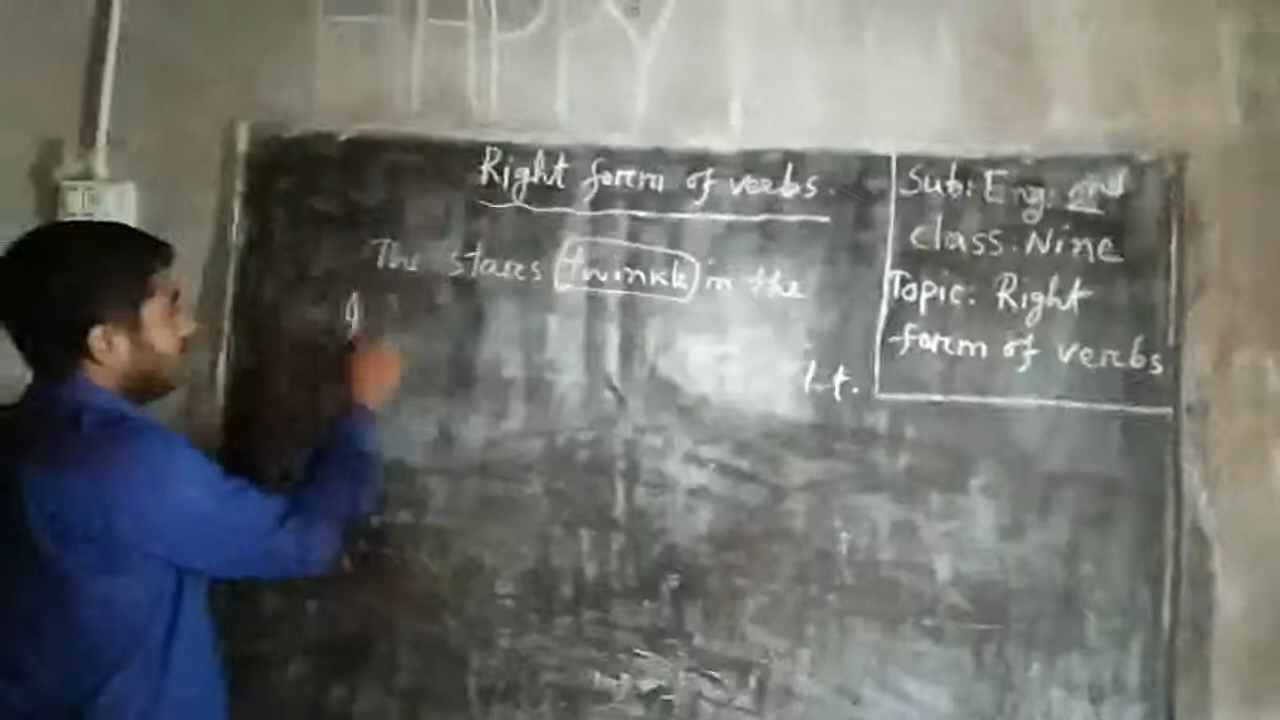 HAPPY
Right form of verbs.
The stars twinkle in the
Sub: Eng. 2nd
class: Nine
Topic: Right
form of verbs